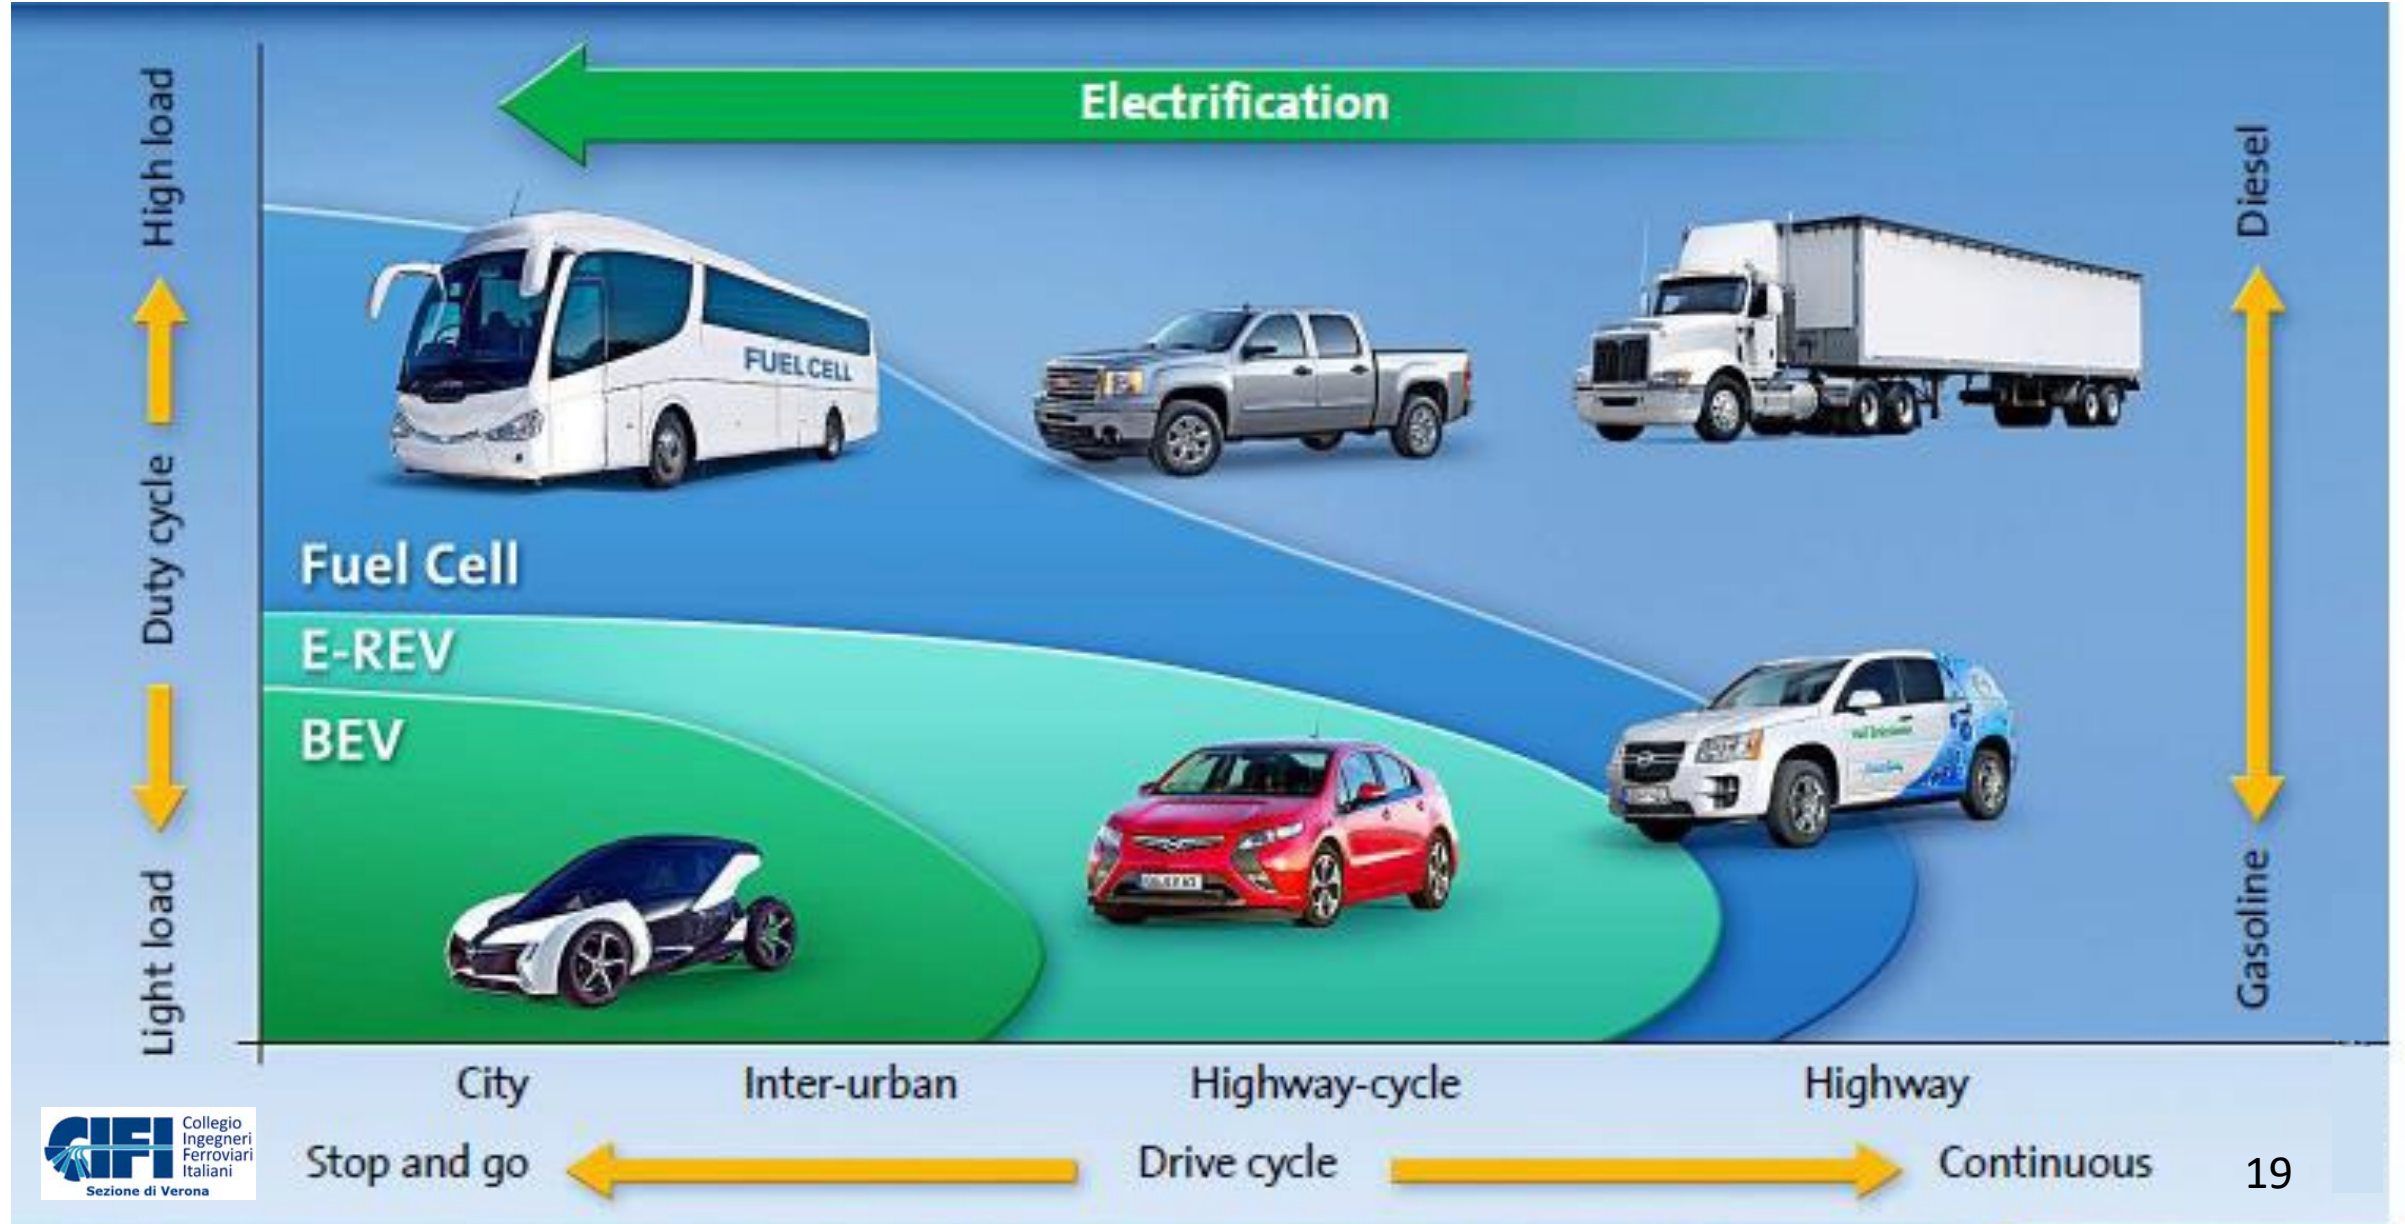 Electrification
High load
Duty cycle
Light load
Diesel
Gasoline
FUEL CELL
Fuel Cell
E-REV
BEV
City
Inter-urban
Highway-cycle
Highway
Stop and go
Drive cycle
Continuous
CIFI
Collegio
Ingegneri
Ferroviari
Italiani
Sezione di Verona
19